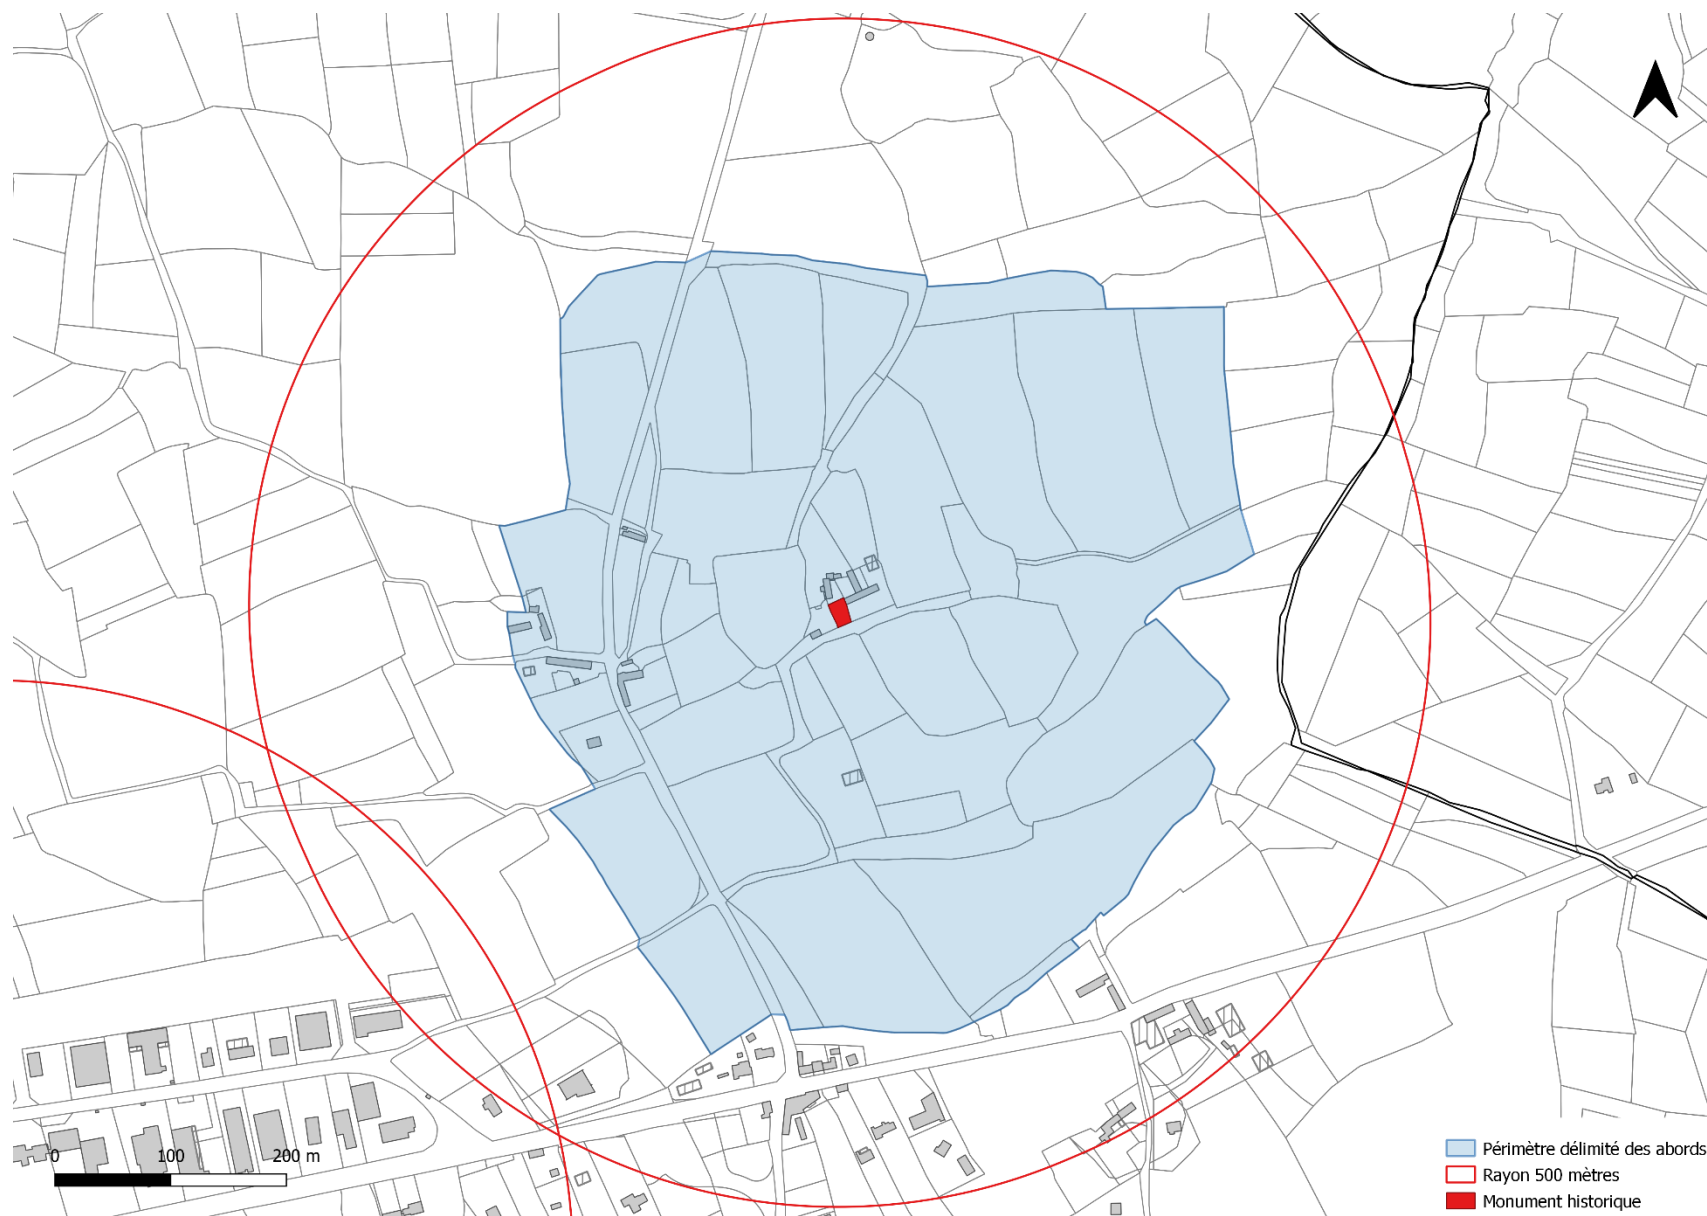 0 100 200 m
Périmètre délimité des abords
Rayon 500 mètres
Monument historique